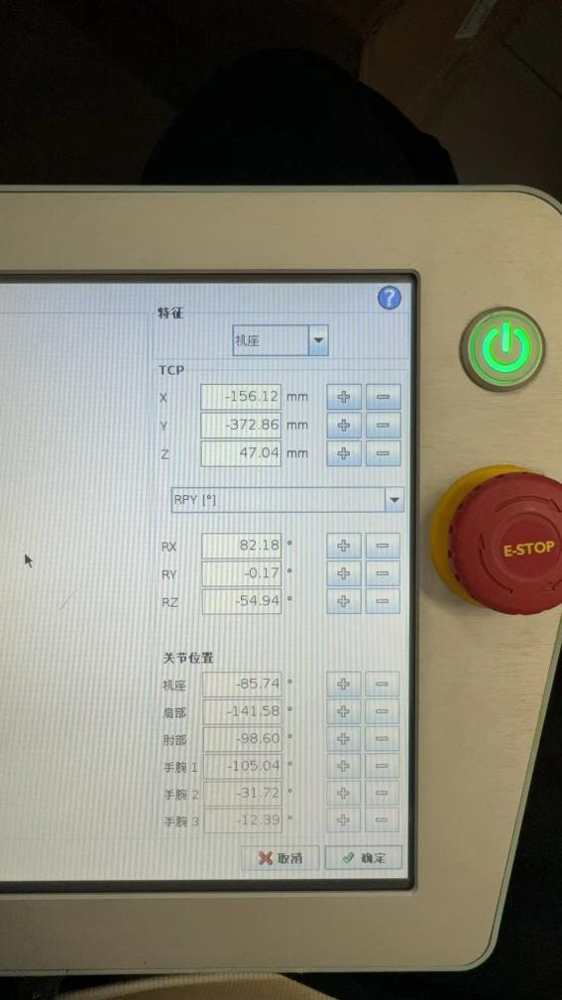 ?
特征
机座
TCP
X -156.12 mm
Y -372.86 mm
Z 47.04 mm
RPY [°]
RX 82.18 °
RY -0.17 °
RZ -54.94 °
E-STOP
关节位置
机座 -85.74 °
肩部 -141.58 °
肘部 -98.60 °
手腕 1 -105.04 °
手腕 2 -31.72 °
手腕 3 -12.39 °
取消 确定